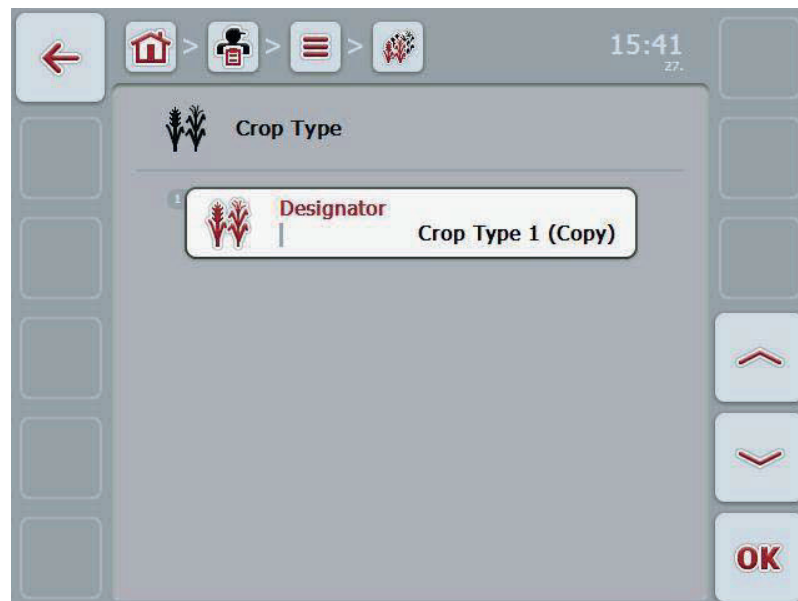 > > >
15:41
27.
Crop Type
1
Designator
Crop Type 1 (Copy)
OK